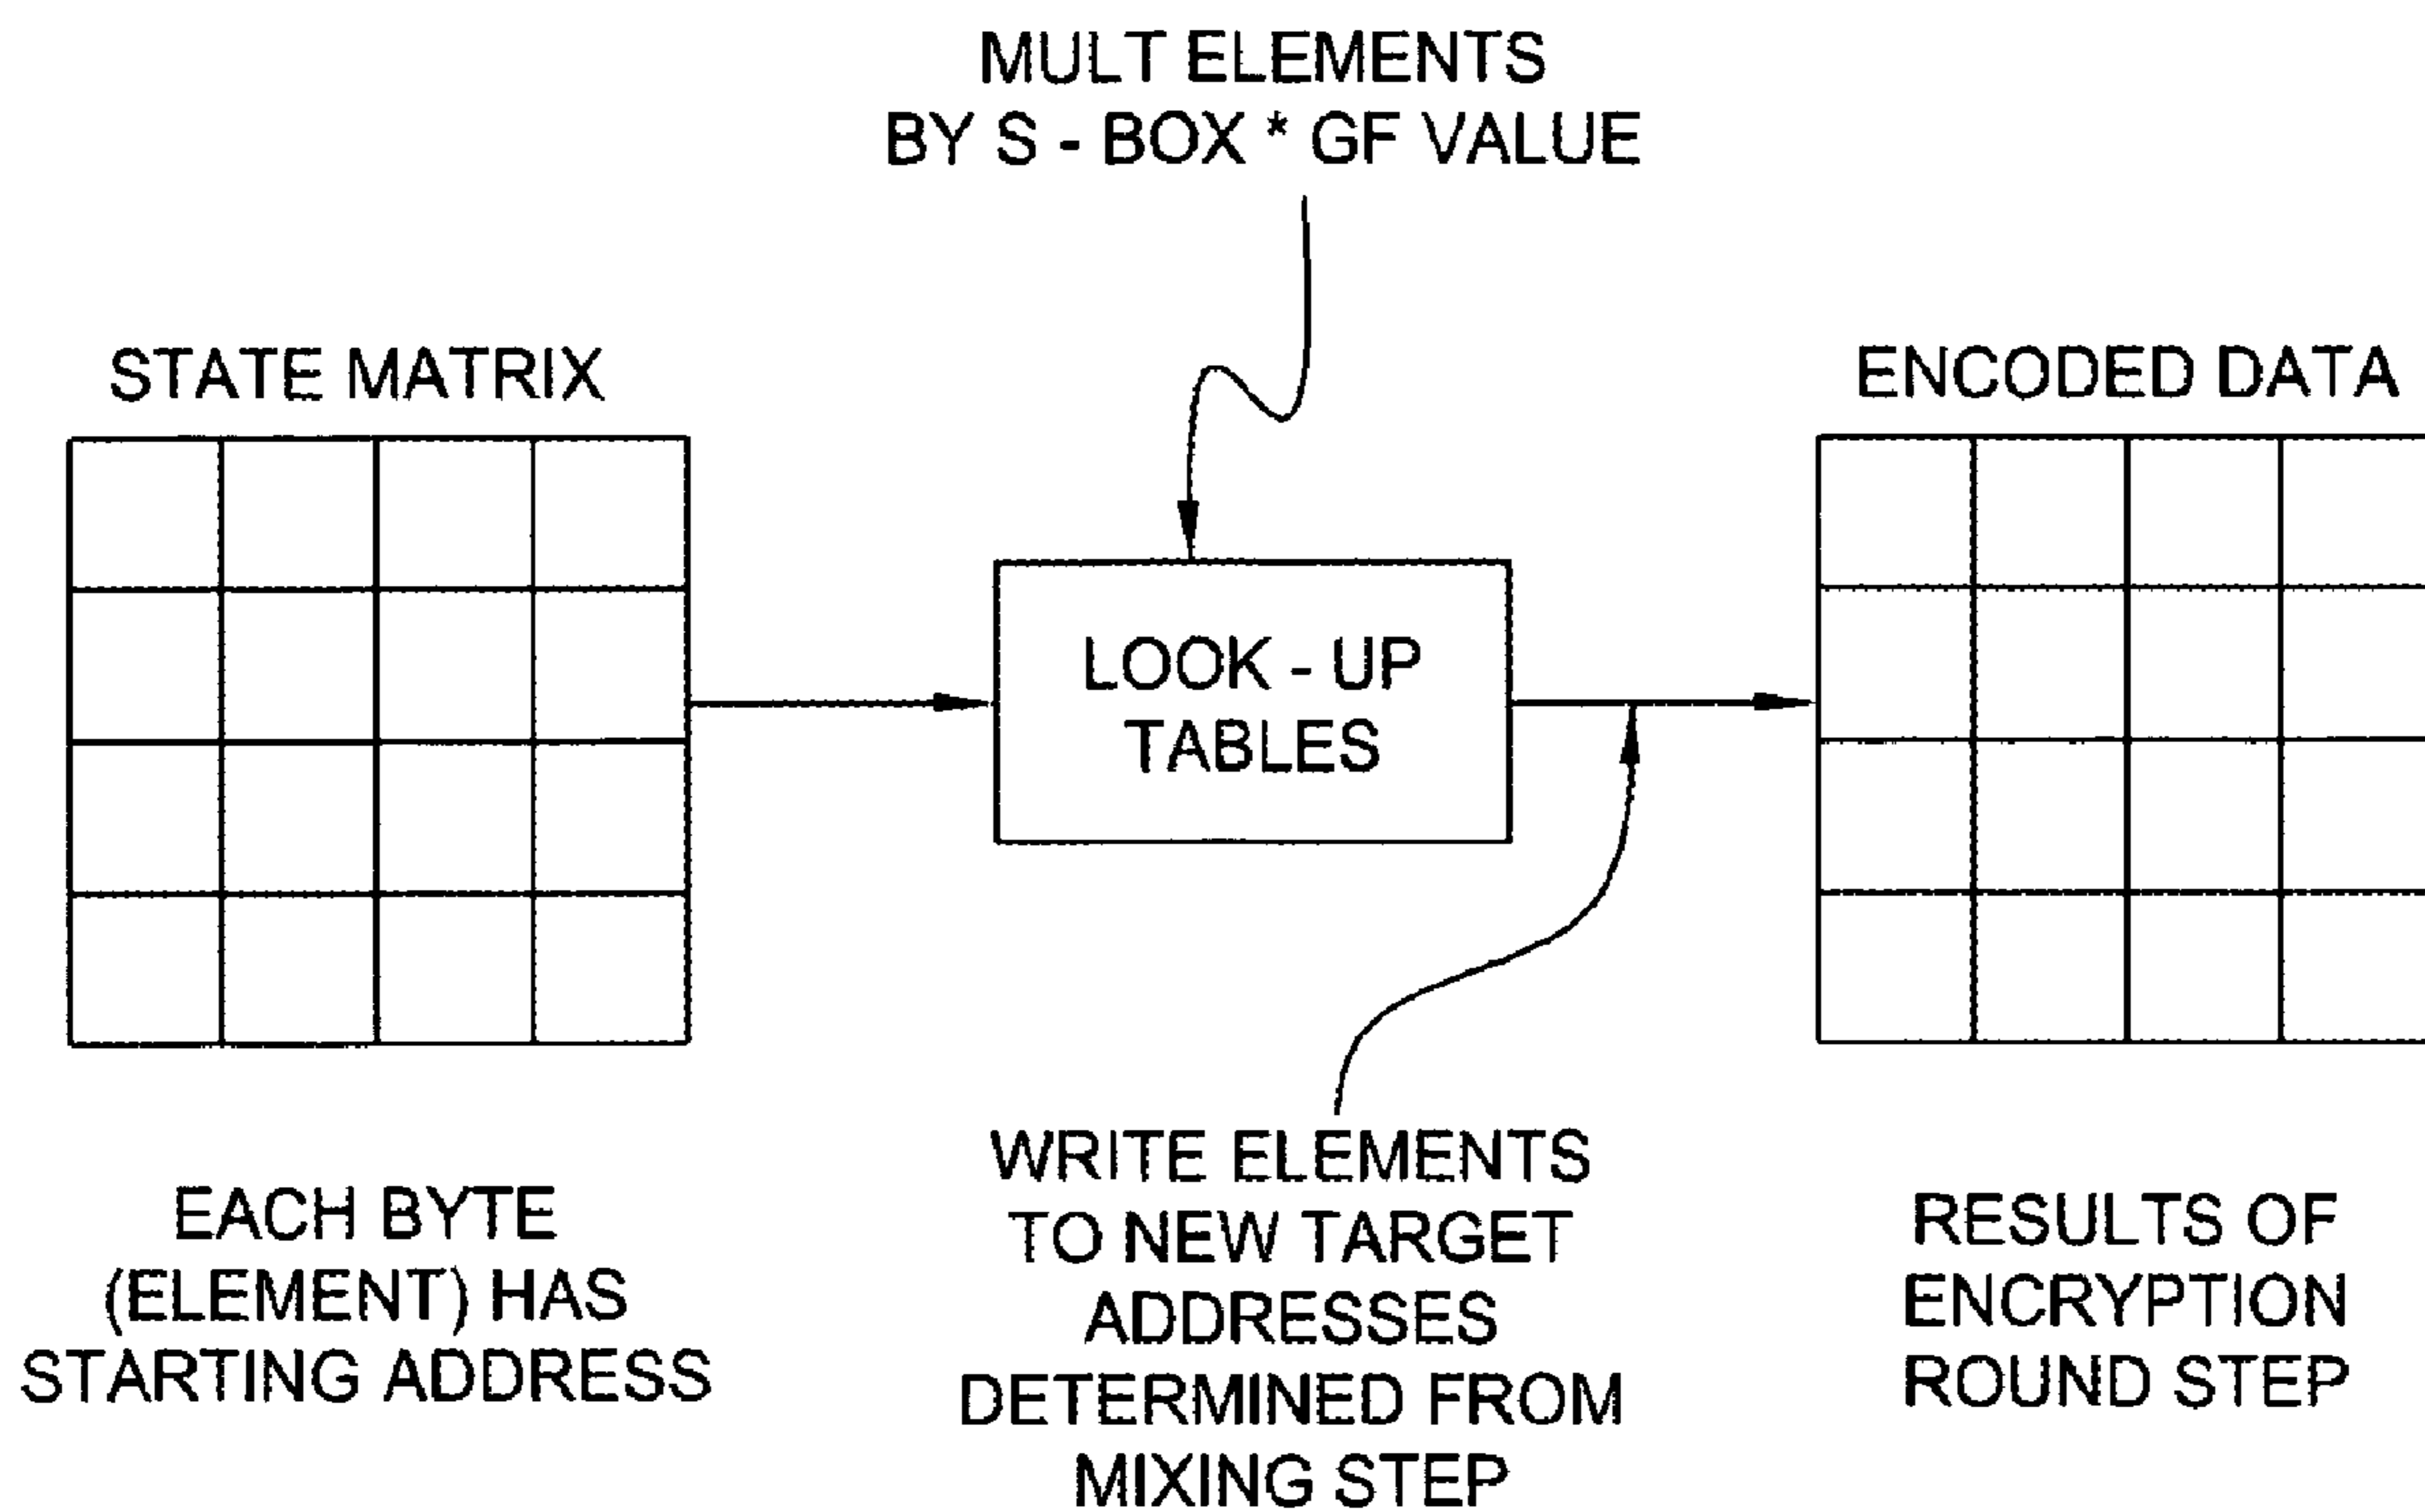 MULT ELEMENTS
BY S - BOX * GF VALUE
STATE MATRIX
ENCODED DATA
LOOK - UP
TABLES
EACH BYTE
(ELEMENT) HAS
STARTING ADDRESS
WRITE ELEMENTS
TO NEW TARGET
ADDRESSES
DETERMINED FROM
MIXING STEP
RESULTS OF
ENCRYPTION
ROUND STEP